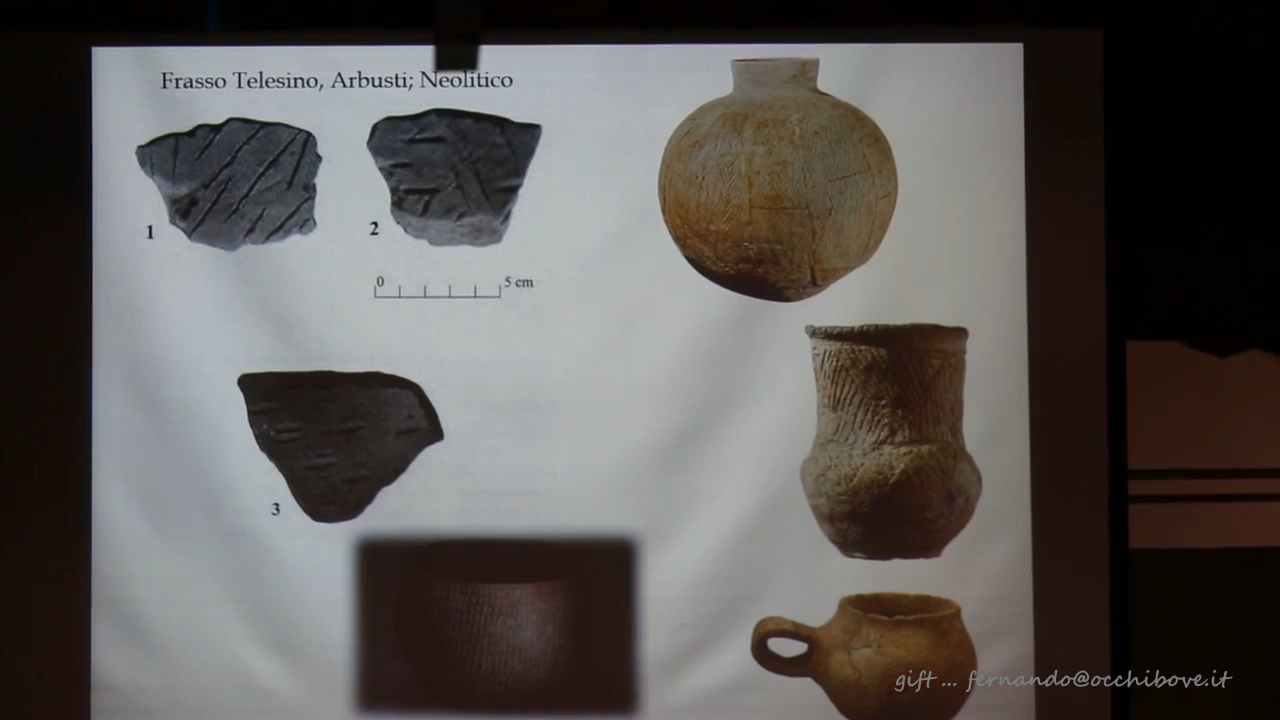 Frasso Telesino, Arbusti; Neolitico
1
2
0 5 cm
3
gift ... fernando@occhibove.it